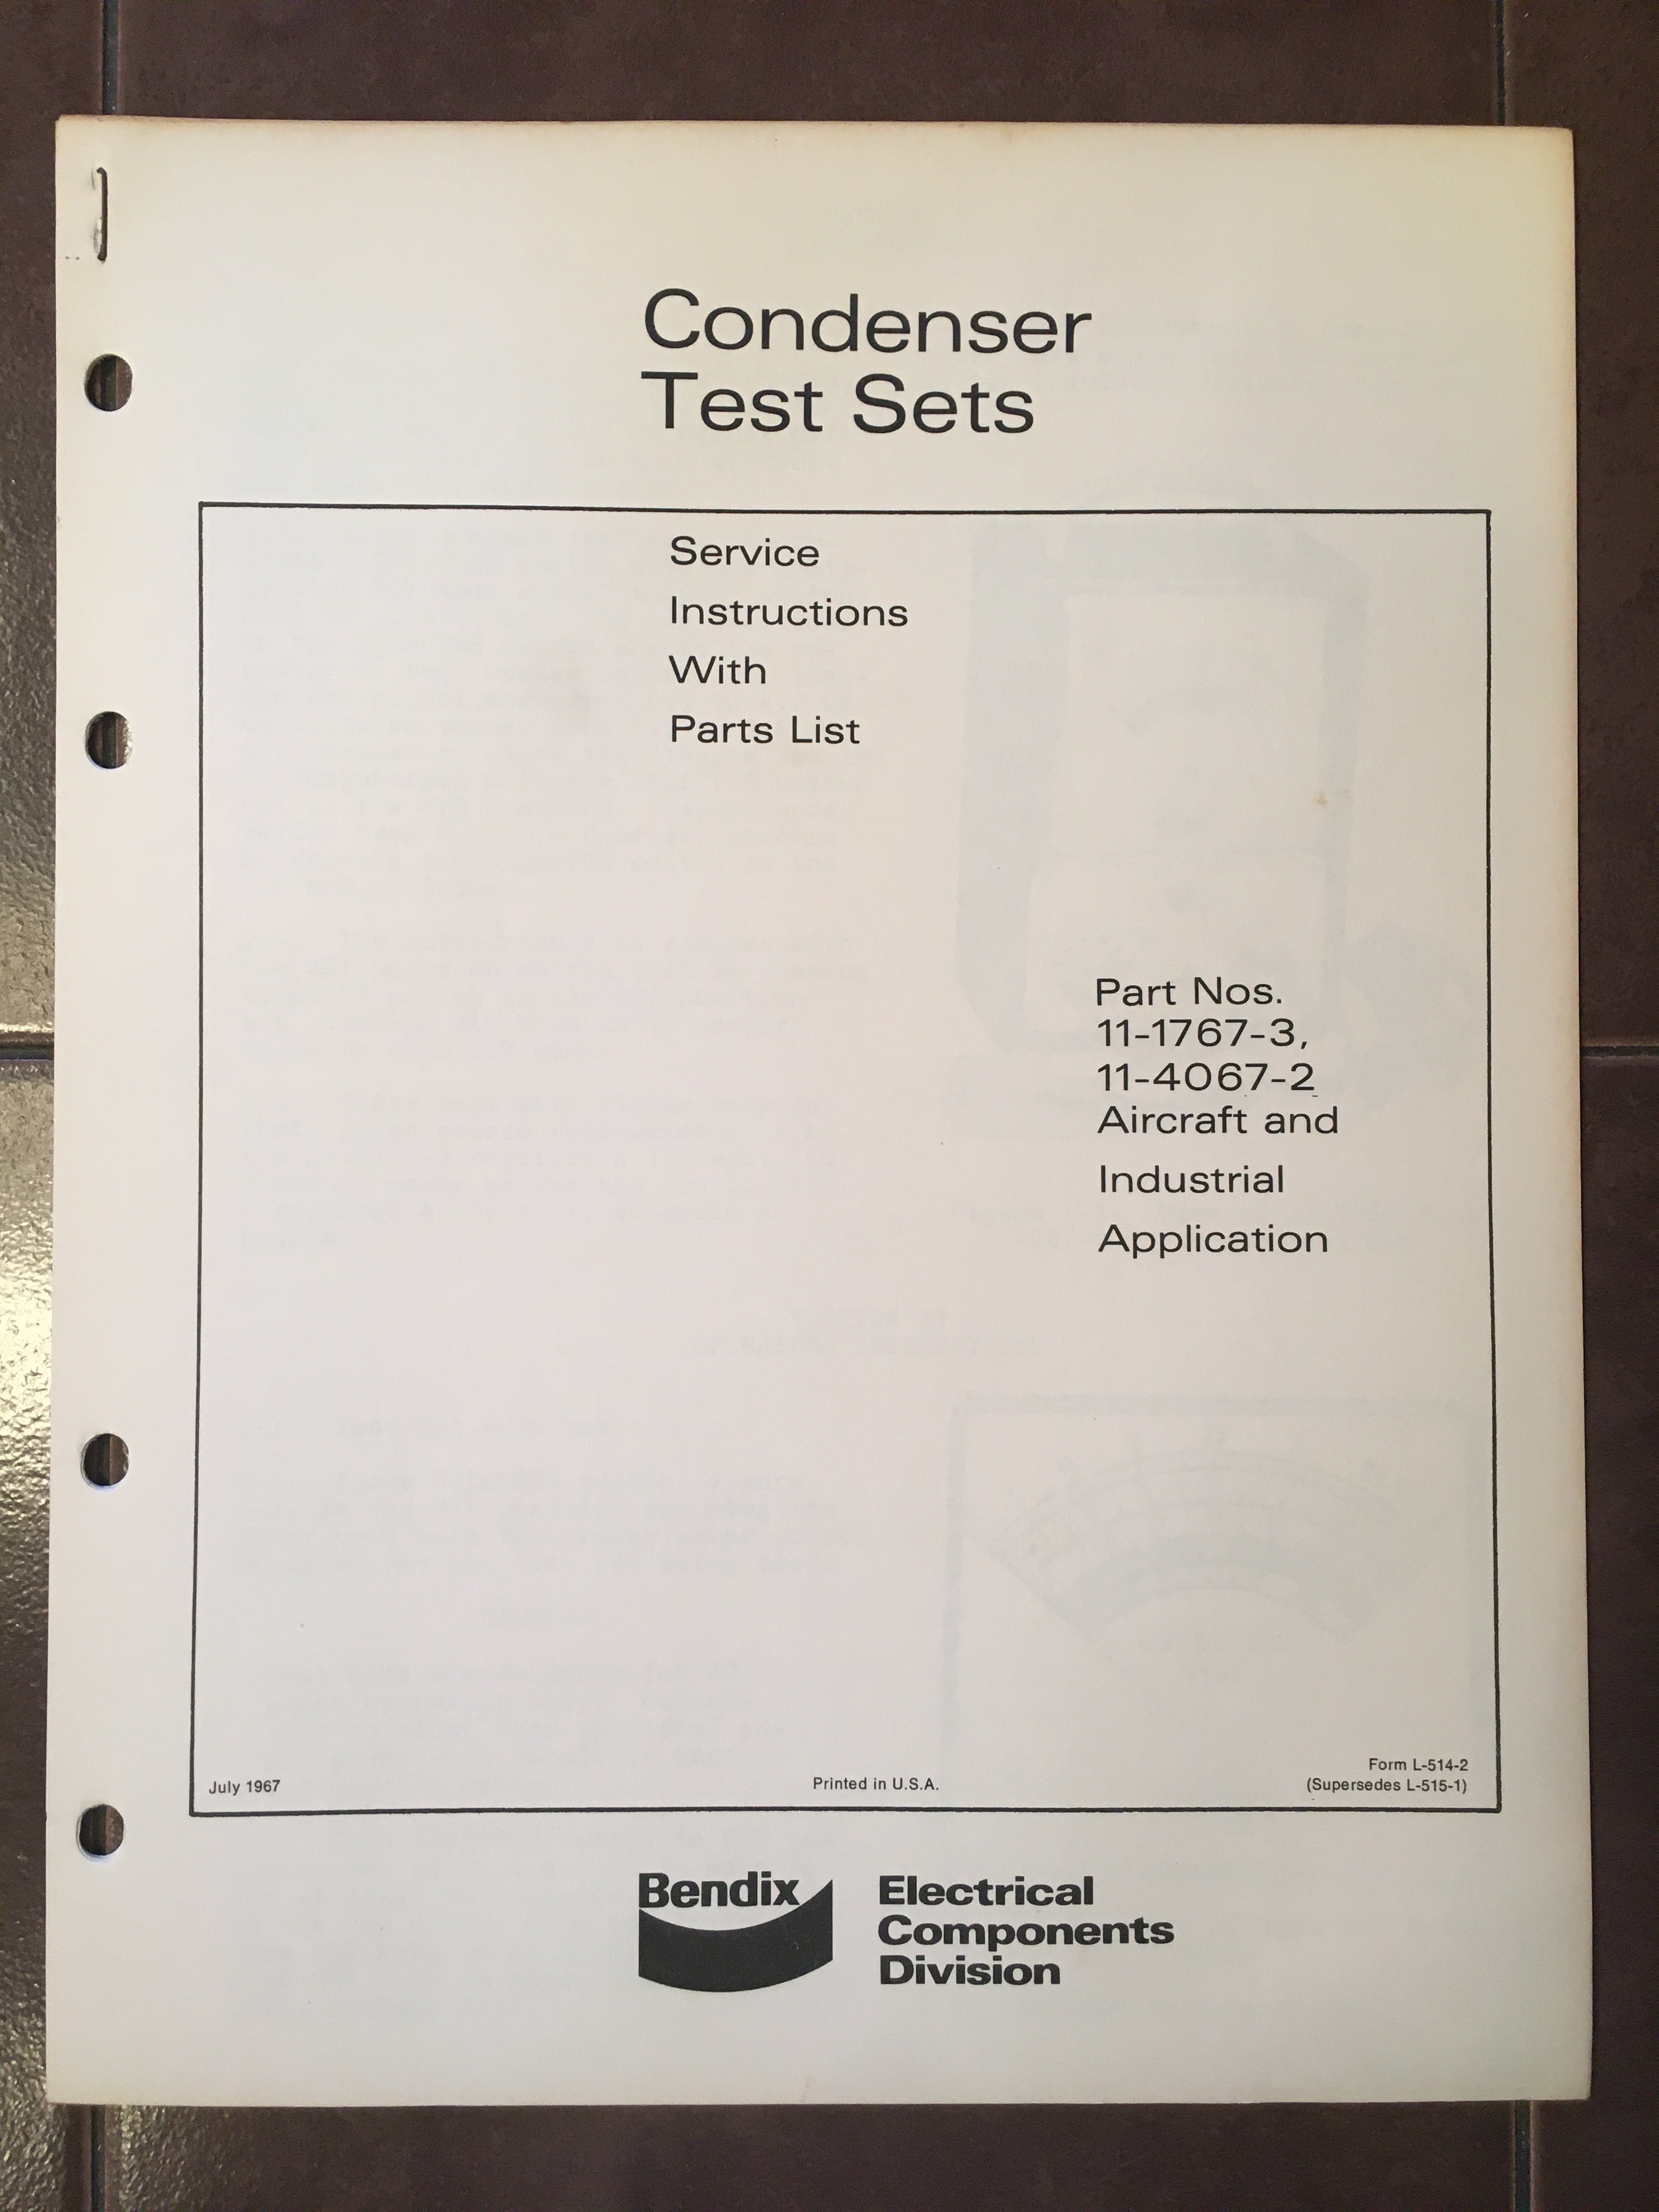 Condenser
Test Sets
Service
Instructions
With
Parts List
Part Nos.
11-1767-3,
11-4067-2
Aircraft and
Industrial
Application
July 1967
Printed in U.S.A.
Form L-514-2
(Supersedes L-515-1)
Bendix
Electrical
Components
Division